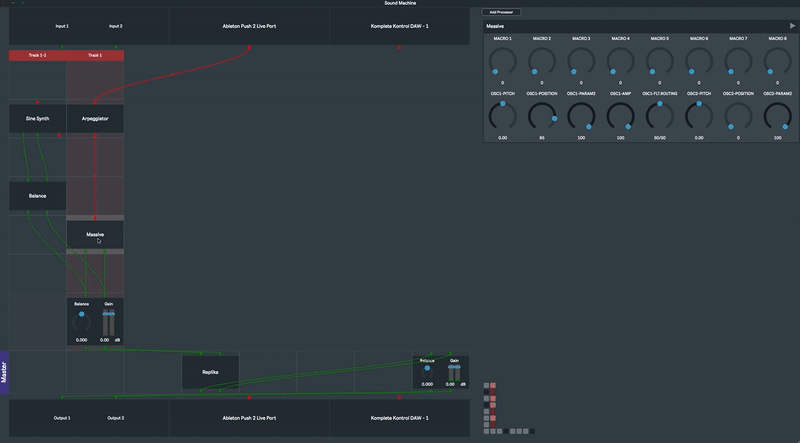 Sound Machine
Add Processor
Input 1 Input 2 Ableton Push 2 Live Port Komplete Kontrol DAW - 1
Massive
MACRO 1 MACRO 2 MACRO 3 MACRO 4 MACRO 5 MACRO 6 MACRO 7 MACRO 8
0 0 0 0 0 0 0 0
OSC1-PITCH OSC1-POSITION OSC1-PARAM2 OSC1-AMP OSC1-FLT.ROUTING OSC2-PITCH OSC2-POSITION OSC2-PARAM2
0.00 85 100 100 50/50 0.00 0 100
Track 1-1 Track 1
Sine Synth Arpeggiator
Balance
Massive
Balance Gain
0.000 0.00 dB
Master
Replika
Balance Gain
0.000 0.00 dB
Output 1 Output 2 Ableton Push 2 Live Port Komplete Kontrol DAW - 1